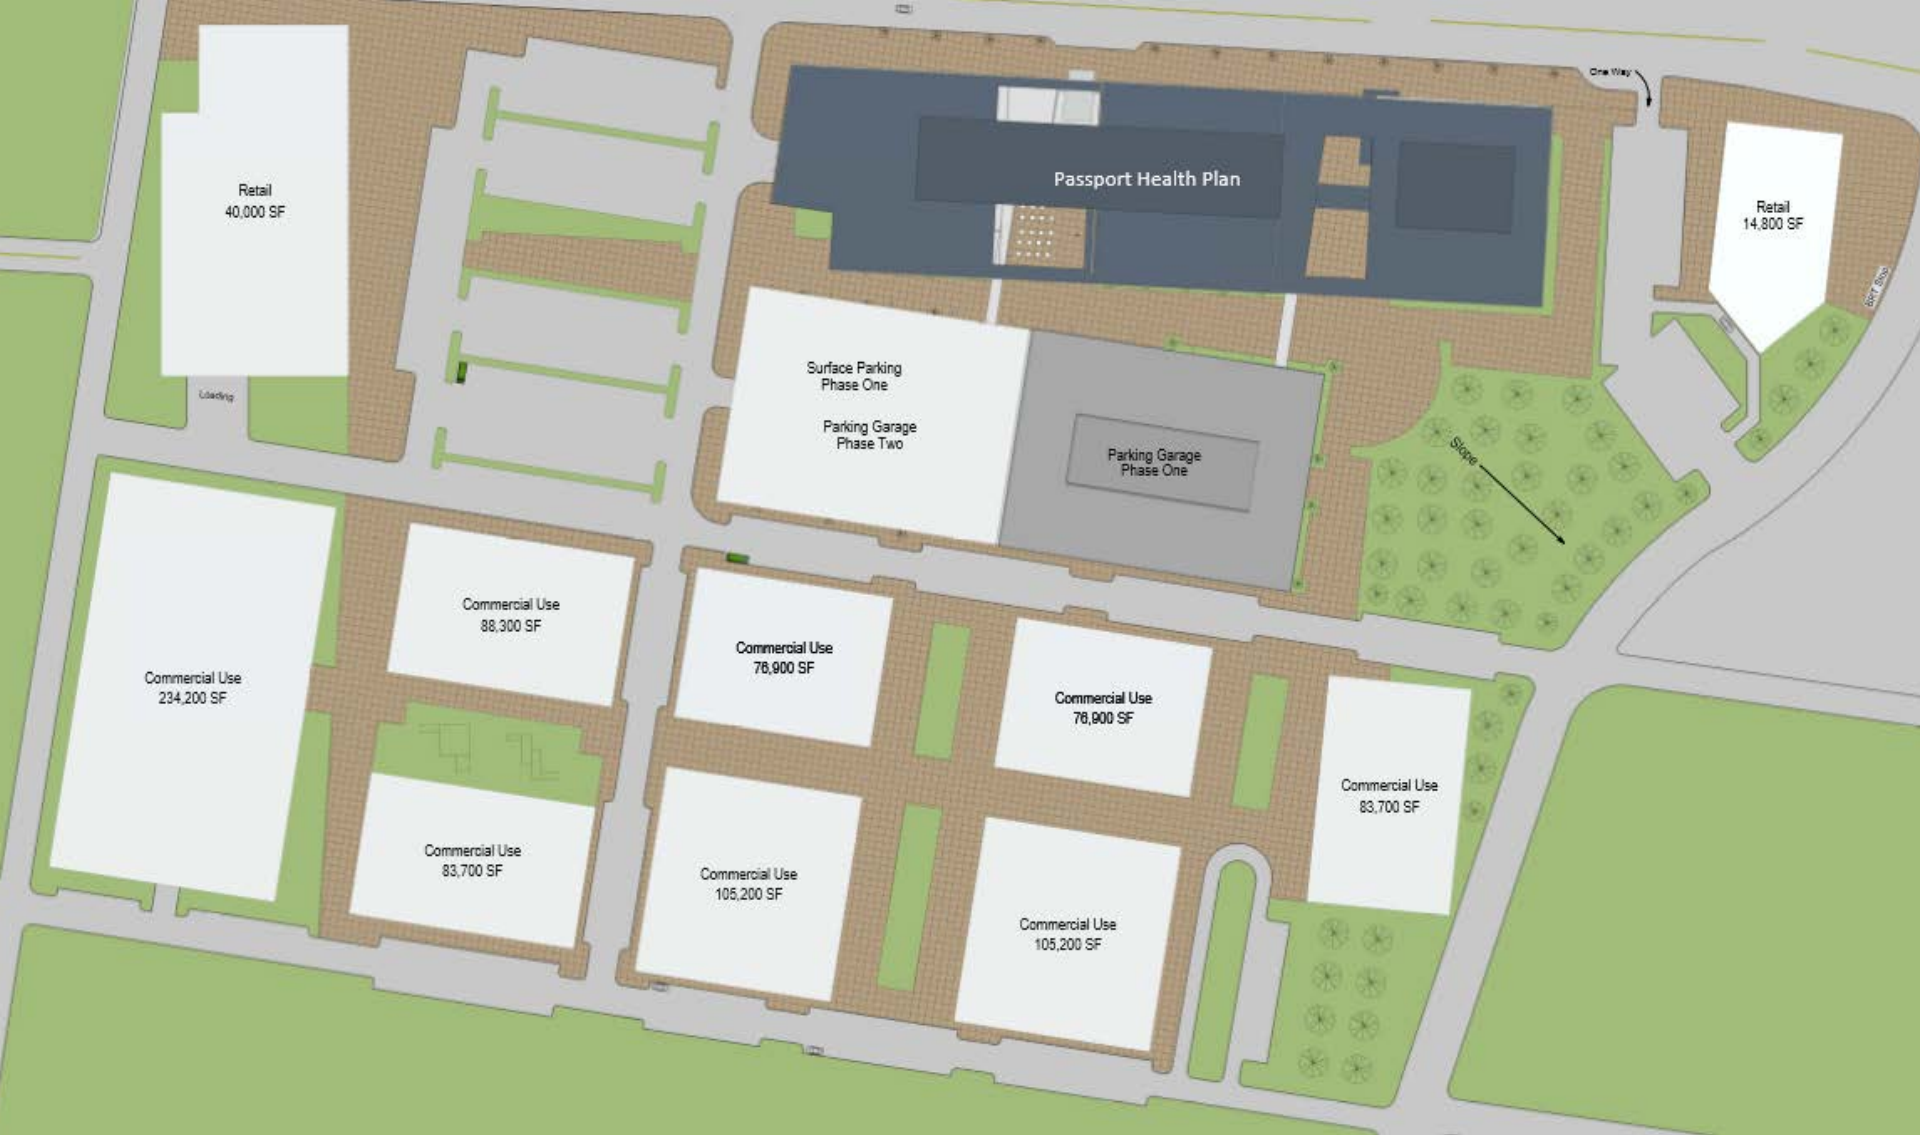 One Way
Passport Health Plan
Retail
40,000 SF
Retail
14,800 SF
BRT Stop
Surface Parking
Phase One
Parking Garage
Phase Two
Loading
Parking Garage
Phase One
Slope
Commercial Use
88,300 SF
Commercial Use
76,900 SF
Commercial Use
234,200 SF
Commercial Use
76,900 SF
Commercial Use
83,700 SF
Commercial Use
83,700 SF
Commercial Use
105,200 SF
Commercial Use
105,200 SF